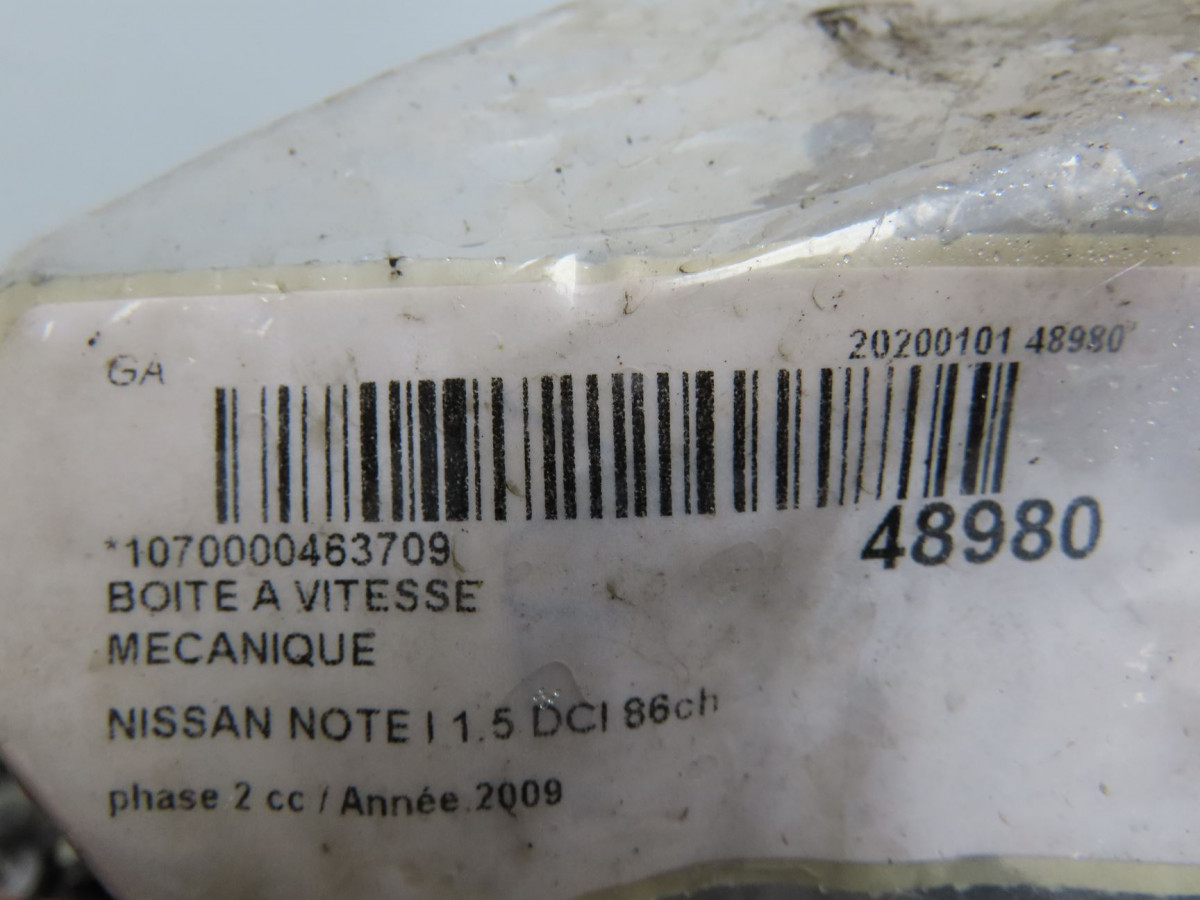 GA
20200101 48980
48980
*1070000463709
BOITE A VITESSE
MECANIQUE
NISSAN NOTE I 1.5 DCI 86ch
phase 2 cc / Année 2009